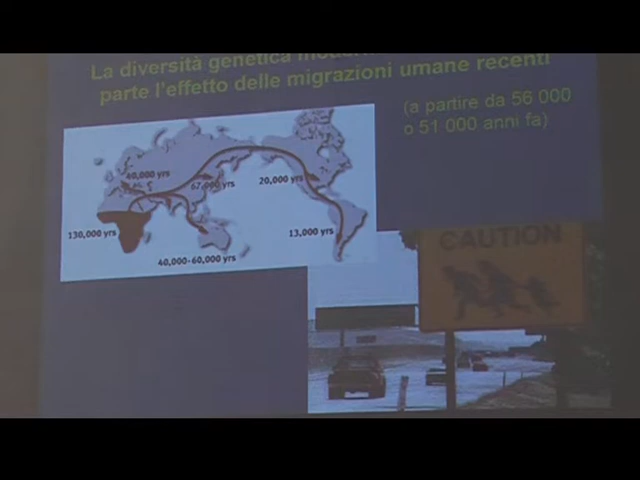 La diversità genetica
parte l'effetto delle migrazioni umane recenti
(a partire da 56 000
o 51 000 anni fa)
40,000 yrs
67,000 yrs
20,000 yrs
130,000 yrs
13,000 yrs
40,000-60,000 yrs
CAUTION